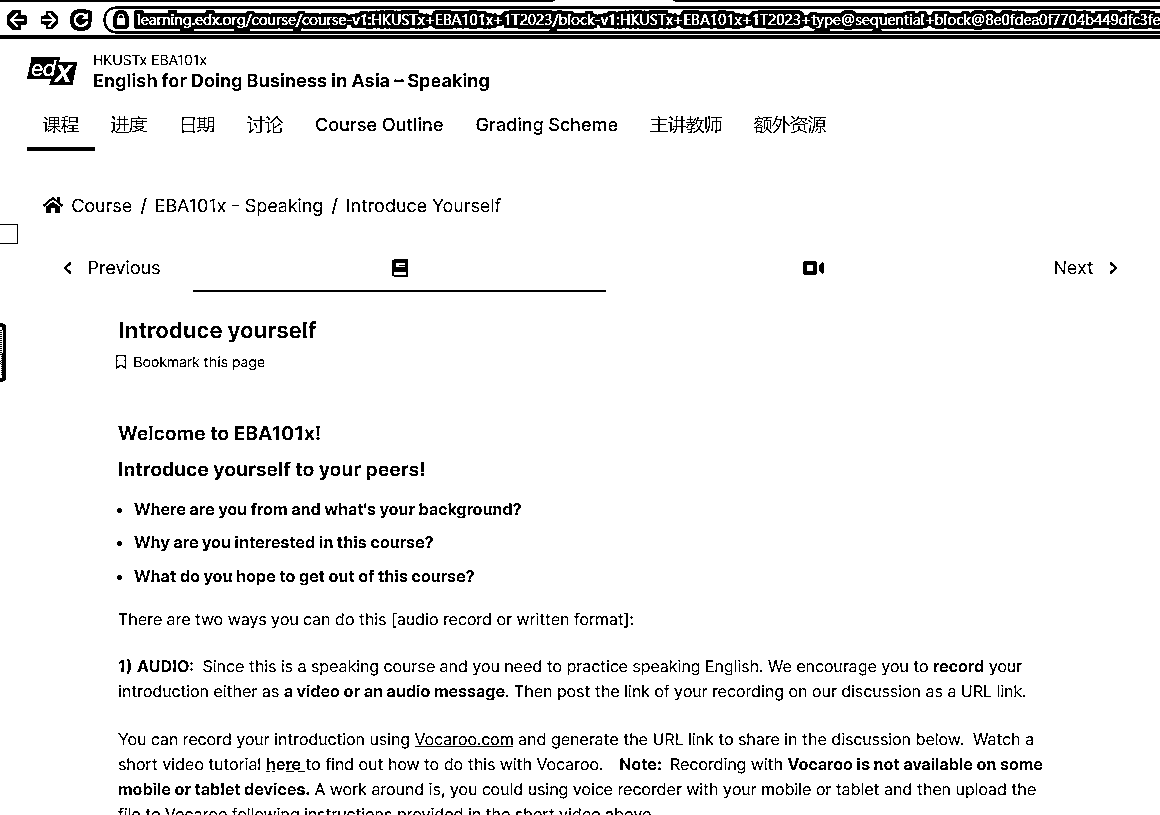 learning.edx.org/course/course-v1:HKUSTx+EBA101x+1T2023/block-v1:HKUSTx+EBA101x+1T2023+type@sequential+block@8e0fdea0f7704b449dfc3fe
edX
HKUSTx EBA101x
English for Doing Business in Asia – Speaking
课程 进度 日期 讨论 Course Outline Grading Scheme 主讲教师 额外资源
Course / EBA101x – Speaking / Introduce Yourself
Previous Next
Introduce yourself
Bookmark this page
Welcome to EBA101x!
Introduce yourself to your peers!
• Where are you from and what's your background?
• Why are you interested in this course?
• What do you hope to get out of this course?
There are two ways you can do this [audio record or written format]:
1) AUDIO: Since this is a speaking course and you need to practice speaking English. We encourage you to record your
introduction either as a video or an audio message. Then post the link of your recording on our discussion as a URL link.
You can record your introduction using Vocaroo.com and generate the URL link to share in the discussion below. Watch a
short video tutorial here to find out how to do this with Vocaroo. Note: Recording with Vocaroo is not available on some
mobile or tablet devices. A work around is, you could using voice recorder with your mobile or tablet and then upload the
file to Vocaroo following instructions provided in the short video above.